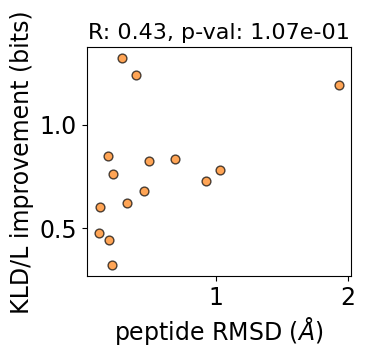 R: 0.43, p-val: 1.07e-01
KLD/L improvement (bits)
1.0
0.5
1
2
peptide RMSD (Å)